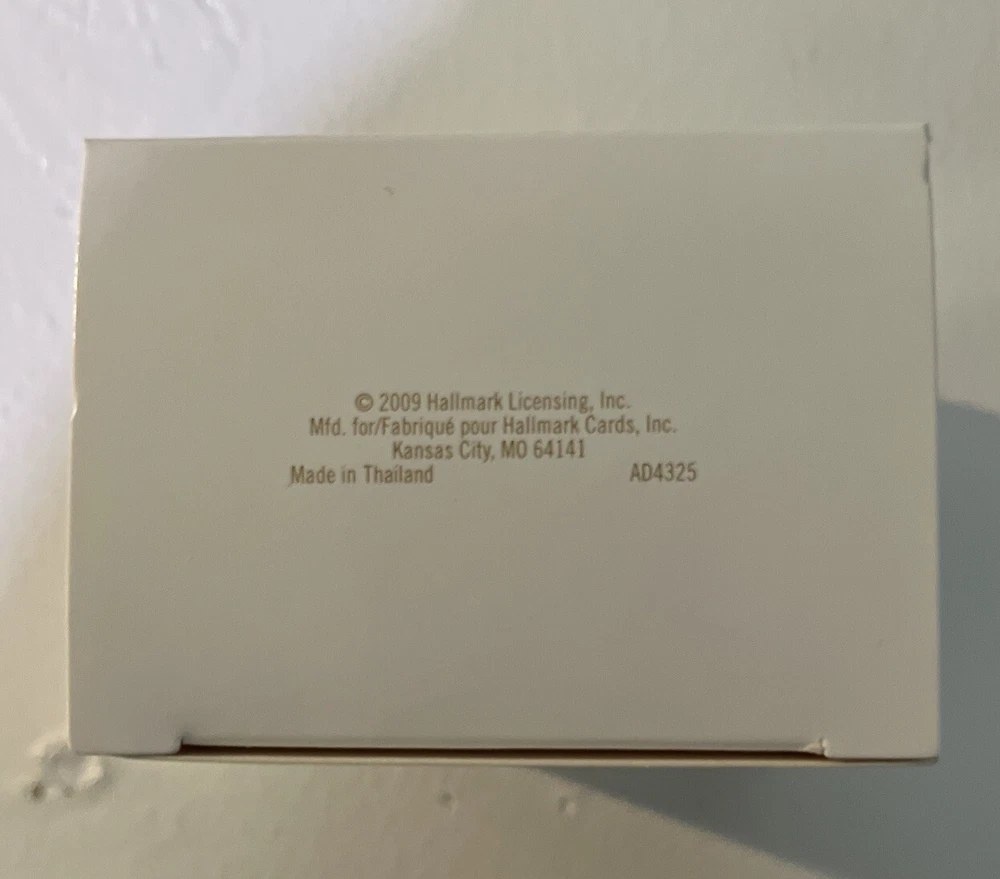 © 2009 Hallmark Licensing, Inc.
Mfd. for/Fabriqué pour Hallmark Cards, Inc.
Kansas City, MO 64141
Made in Thailand AD4325